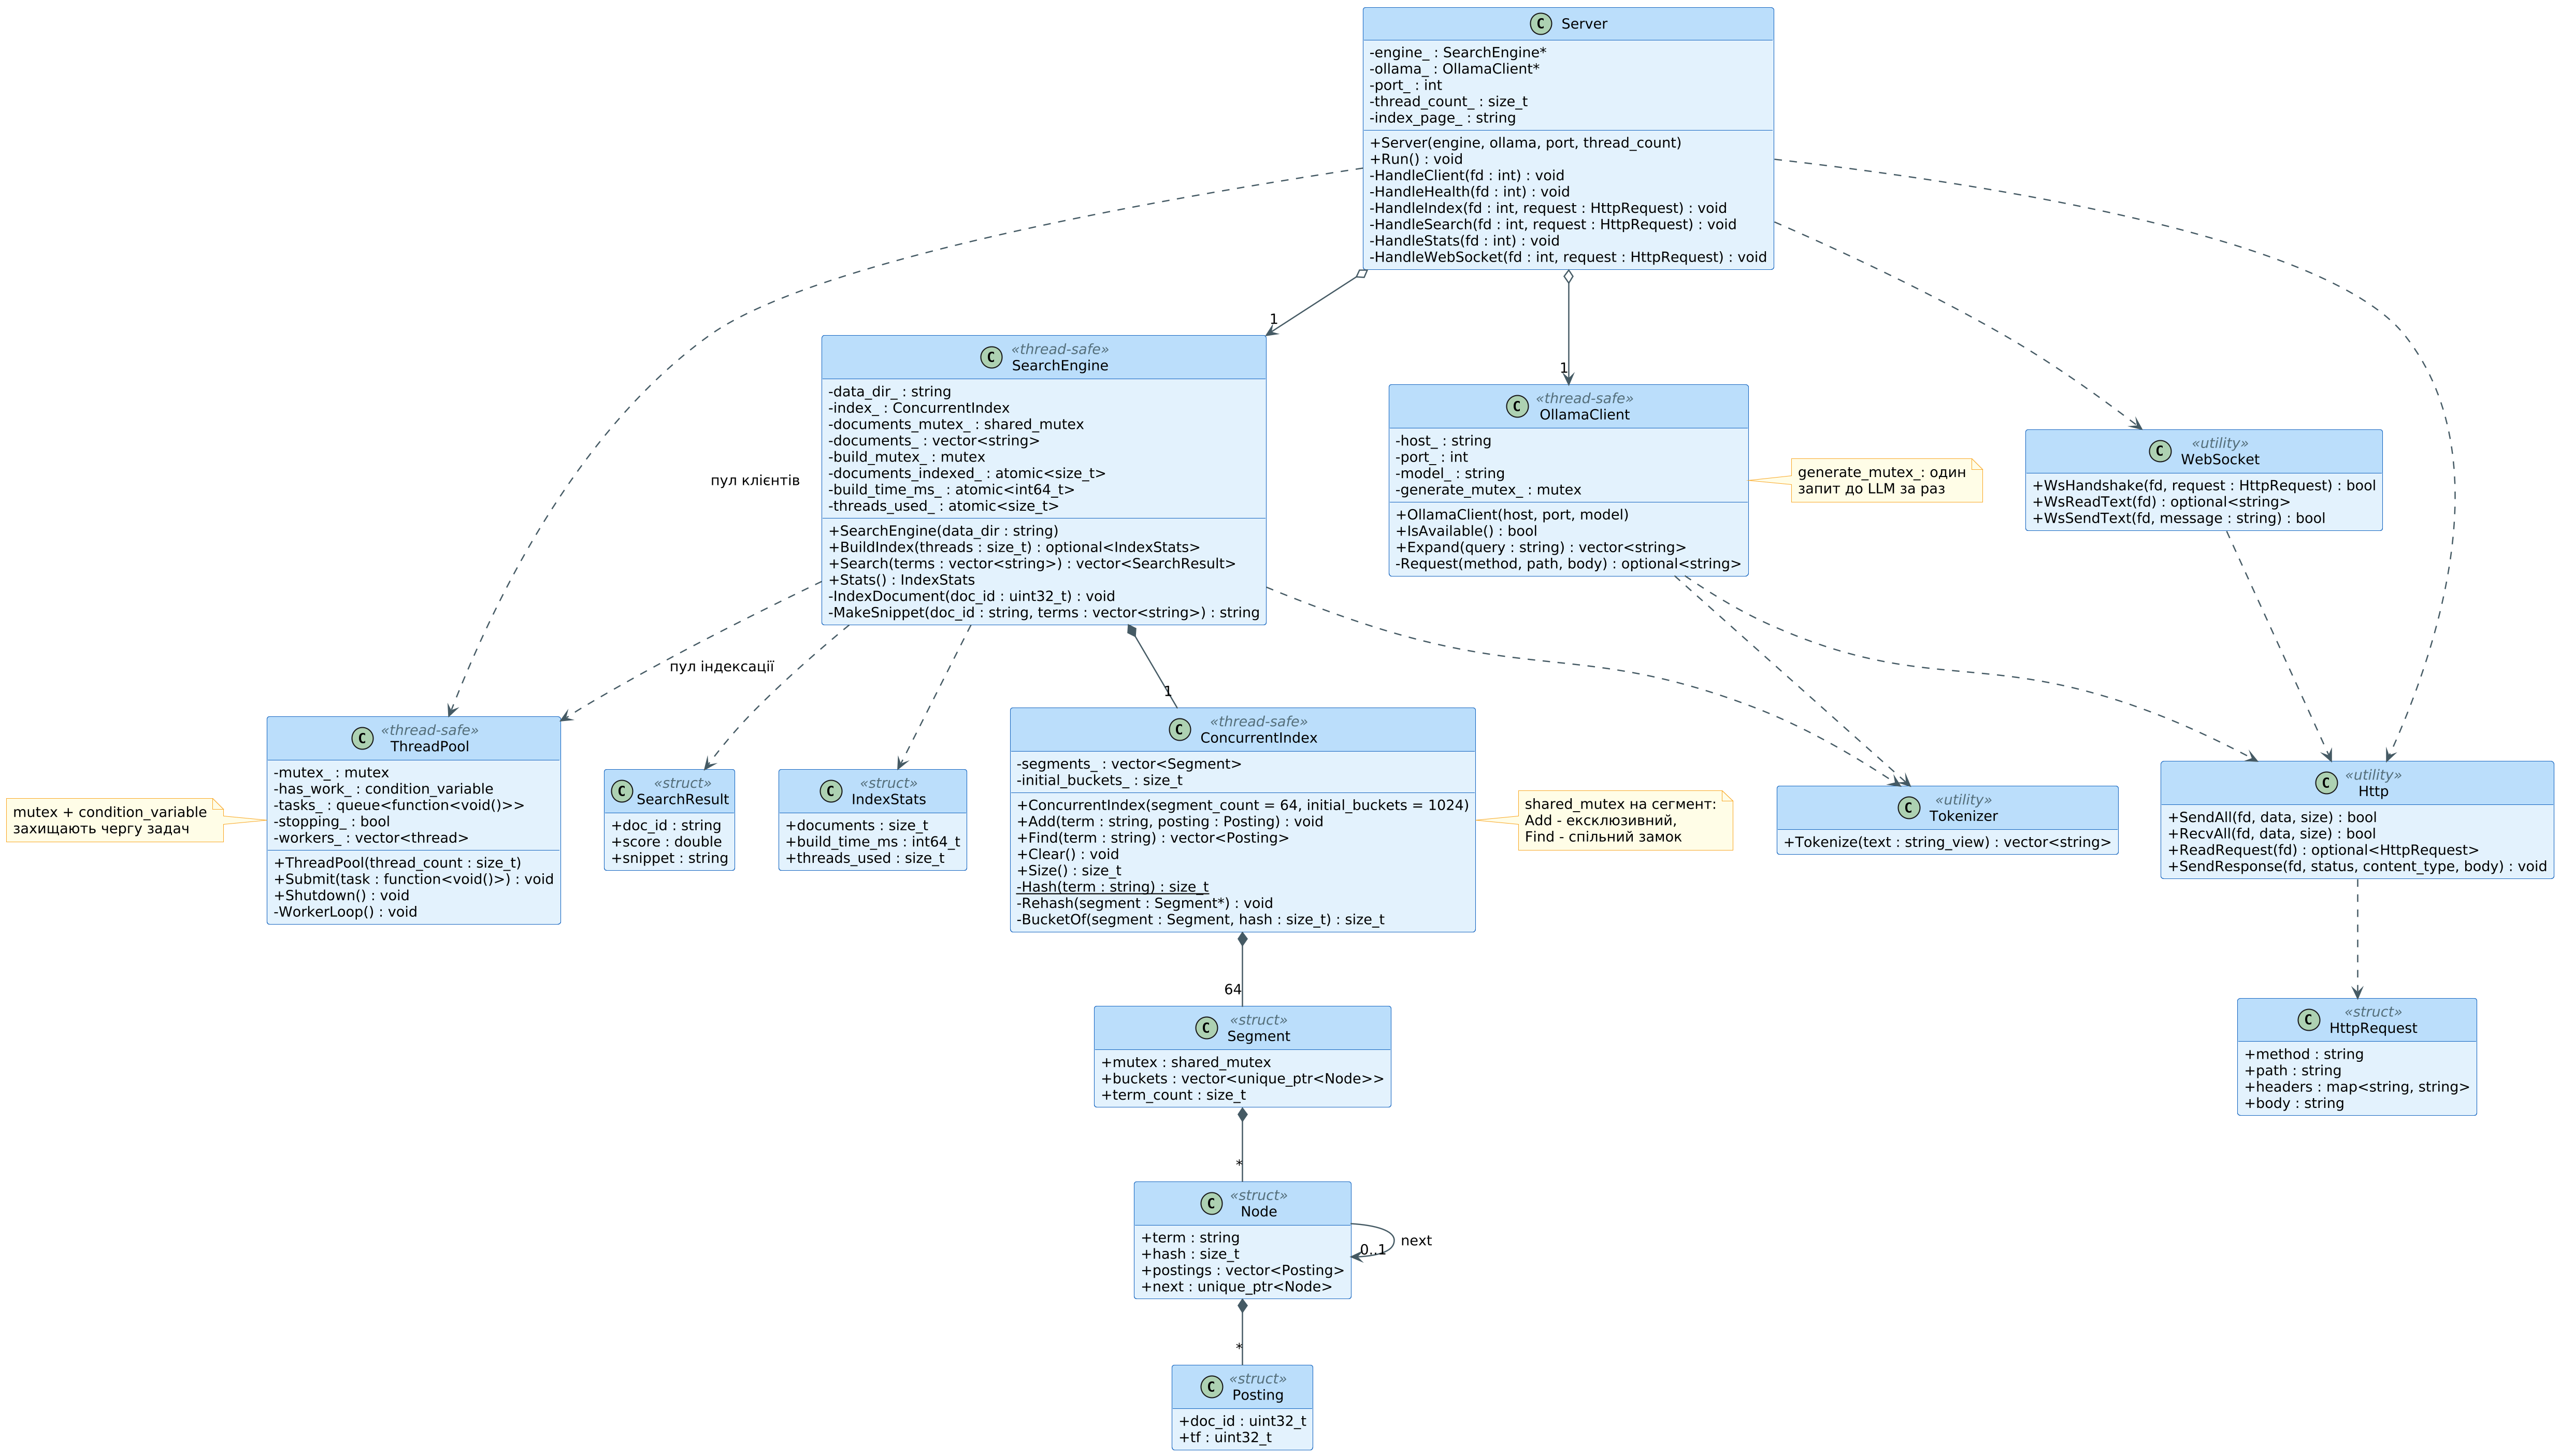 C Server
-engine_ : SearchEngine*
-ollama_ : OllamaClient*
-port_ : int
-thread_count_ : size_t
-index_page_ : string
+Server(engine, ollama, port, thread_count)
+Run() : void
-HandleClient(fd : int) : void
-HandleHealth(fd : int) : void
-HandleIndex(fd : int, request : HttpRequest) : void
-HandleSearch(fd : int, request : HttpRequest) : void
-HandleStats(fd : int) : void
-HandleWebSocket(fd : int, request : HttpRequest) : void
1
1
C «thread-safe»
SearchEngine
-data_dir_ : string
-index_ : ConcurrentIndex
-documents_mutex_ : shared_mutex
-documents_ : vector<string>
-build_mutex_ : mutex
-documents_indexed_ : atomic<size_t>
-build_time_ms_ : atomic<int64_t>
-threads_used_ : atomic<size_t>
+SearchEngine(data_dir : string)
+BuildIndex(threads : size_t) : optional<IndexStats>
+Search(terms : vector<string>) : vector<SearchResult>
+Stats() : IndexStats
-IndexDocument(doc_id : uint32_t) : void
-MakeSnippet(doc_id : string, terms : vector<string>) : string
C «thread-safe»
OllamaClient
-host_ : string
-port_ : int
-model_ : string
-generate_mutex_ : mutex
+OllamaClient(host, port, model)
+IsAvailable() : bool
+Expand(query : string) : vector<string>
-Request(method, path, body) : optional<string>
generate_mutex_: один
запит до LLM за раз
C «utility»
WebSocket
+WsHandshake(fd, request : HttpRequest) : bool
+WsReadText(fd) : optional<string>
+WsSendText(fd, message : string) : bool
пул клієнтів
пул індексації
1
mutex + condition_variable
захищають чергу задач
C «thread-safe»
ThreadPool
-mutex_ : mutex
-has_work_ : condition_variable
-tasks_ : queue<function<void()>>
-stopping_ : bool
-workers_ : vector<thread>
+ThreadPool(thread_count : size_t)
+Submit(task : function<void()>) : void
+Shutdown() : void
-WorkerLoop() : void
C «struct»
SearchResult
+doc_id : string
+score : double
+snippet : string
C «struct»
IndexStats
+documents : size_t
+build_time_ms : int64_t
+threads_used : size_t
C «thread-safe»
ConcurrentIndex
-segments_ : vector<Segment>
-initial_buckets_ : size_t
+ConcurrentIndex(segment_count = 64, initial_buckets = 1024)
+Add(term : string, posting : Posting) : void
+Find(term : string) : vector<Posting>
+Clear() : void
+Size() : size_t
-Hash(term : string) : size_t
-Rehash(segment : Segment*) : void
-BucketOf(segment : Segment, hash : size_t) : size_t
shared_mutex на сегмент:
Add - ексклюзивний,
Find - спільний замок
C «utility»
Tokenizer
+Tokenize(text : string_view) : vector<string>
C «utility»
Http
+SendAll(fd, data, size) : bool
+RecvAll(fd, data, size) : bool
+ReadRequest(fd) : optional<HttpRequest>
+SendResponse(fd, status, content_type, body) : void
64
C «struct»
Segment
+mutex : shared_mutex
+buckets : vector<unique_ptr<Node>>
+term_count : size_t
C «struct»
HttpRequest
+method : string
+path : string
+headers : map<string, string>
+body : string
*
C «struct»
Node
+term : string
+hash : size_t
+postings : vector<Posting>
+next : unique_ptr<Node>
0..1
next
*
C «struct»
Posting
+doc_id : uint32_t
+tf : uint32_t